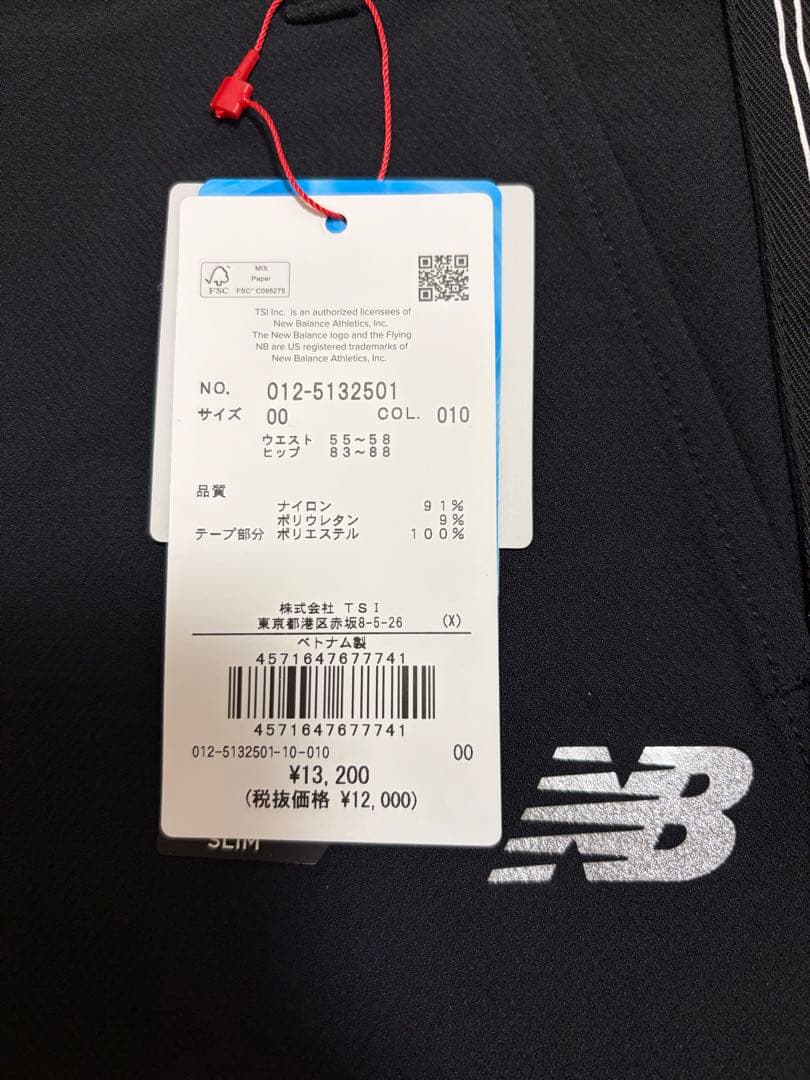 MIX
Paper
FSC
FSC® C095275
TSI Inc. is an authorized licensees of
New Balance Athletics, Inc.
The New Balance logo and the Flying
NB are US registered trademarks of
New Balance Athletics, Inc.
NO. 012-5132501
サイズ 00 COL. 010
ウエスト 55～58
ヒップ 83～88
品質
ナイロン 91%
ポリウレタン 9%
テープ部分 ポリエステル 100%
株式会社 TSI
東京都港区赤坂8-5-26 (X)
ベトナム製
4571647677741
4571647677741
012-5132501-10-010 00
¥13,200
(税抜価格 ¥12,000)
SLIM
NB